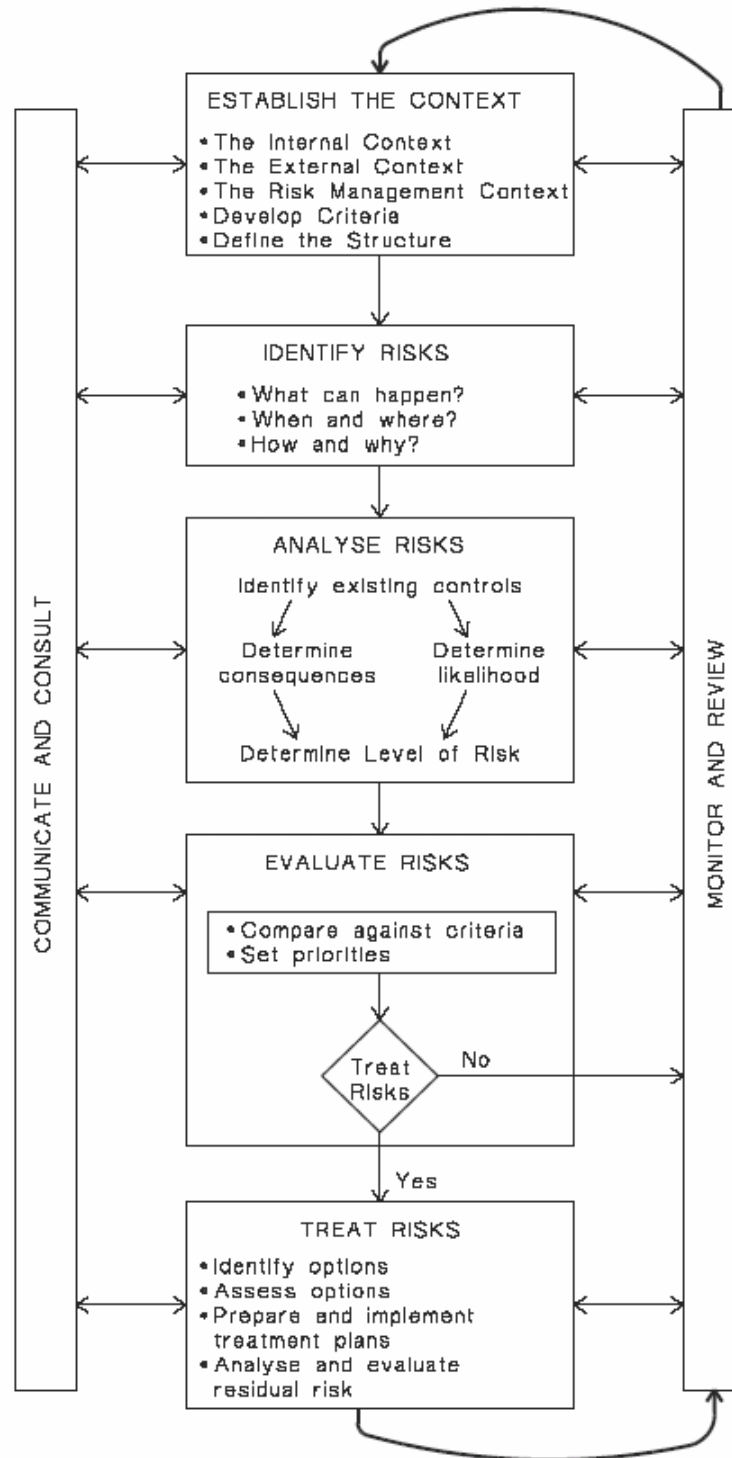 ESTABLISH THE CONTEXT
• The Internal Context
• The External Context
• The Risk Management Context
• Develop Criteria
• Define the Structure
IDENTIFY RISKS
• What can happen?
• When and where?
• How and why?
ANALYSE RISKS
Identify existing controls
Determine
consequences
Determine
likelihood
Determine Level of Risk
EVALUATE RISKS
• Compare against criteria
• Set priorities
Treat
Risks
No
Yes
TREAT RISKS
• Identify options
• Assess options
• Prepare and implement
treatment plans
• Analyse and evaluate
residual risk
COMMUNICATE AND CONSULT
MONITOR AND REVIEW